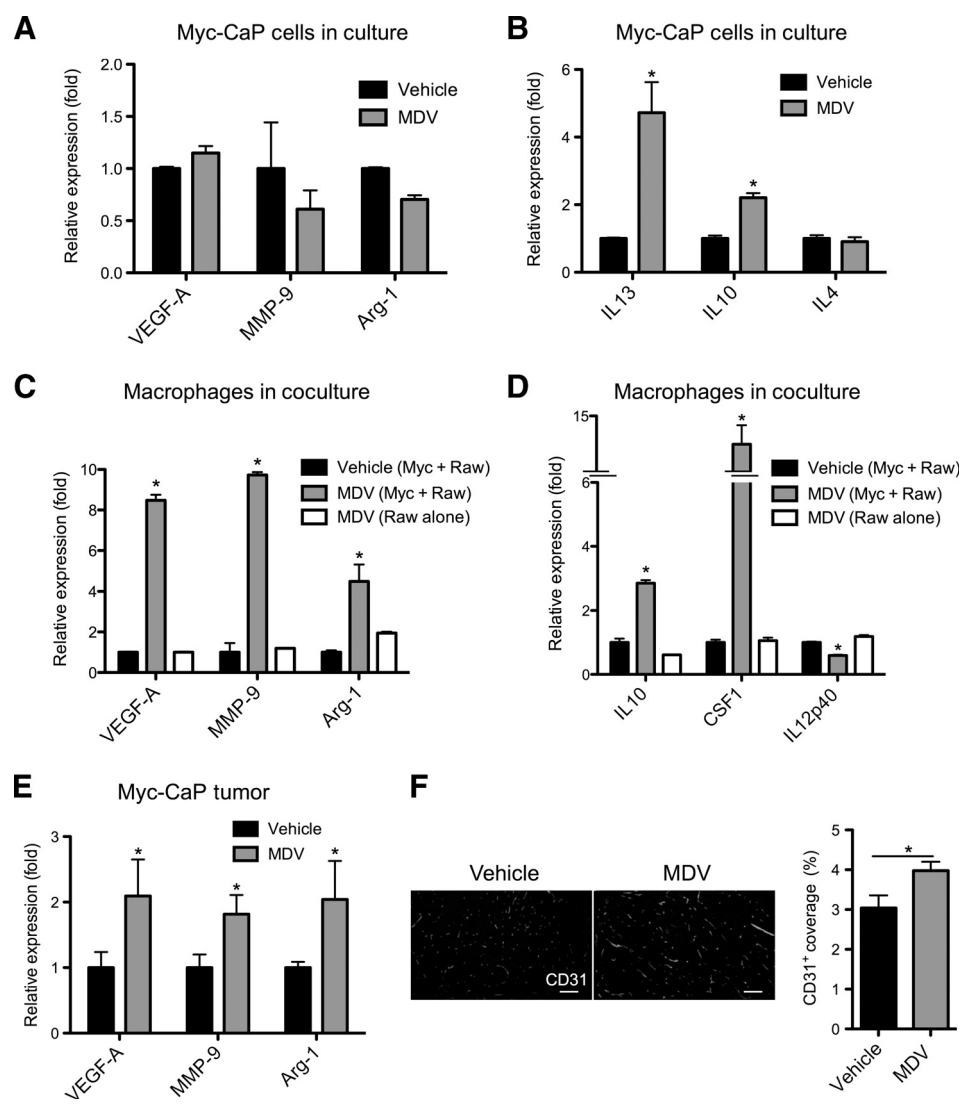 A
Myc-CaP cells in culture
Relative expression (fold)
2.0
1.5
1.0
0.5
0.0
Vehicle
MDV
VEGF-A
MMP-9
Arg-1
B
Myc-CaP cells in culture
Relative expression (fold)
6
4
2
0
Vehicle
MDV
*
*
IL13
IL10
IL4
C
Macrophages in coculture
Relative expression (fold)
10
8
6
4
2
0
Vehicle (Myc + Raw)
MDV (Myc + Raw)
MDV (Raw alone)
*
*
*
VEGF-A
MMP-9
Arg-1
D
Macrophages in coculture
Relative expression (fold)
15
6
4
2
0
Vehicle (Myc + Raw)
MDV (Myc + Raw)
MDV (Raw alone)
*
*
*
IL10
CSF1
IL12p40
E
Myc-CaP tumor
Relative expression (fold)
3
2
1
0
Vehicle
MDV
*
*
*
VEGF-A
MMP-9
Arg-1
F
Vehicle
MDV
CD31
CD31+ coverage (%)
5
4
3
2
1
0
*
Vehicle
MDV